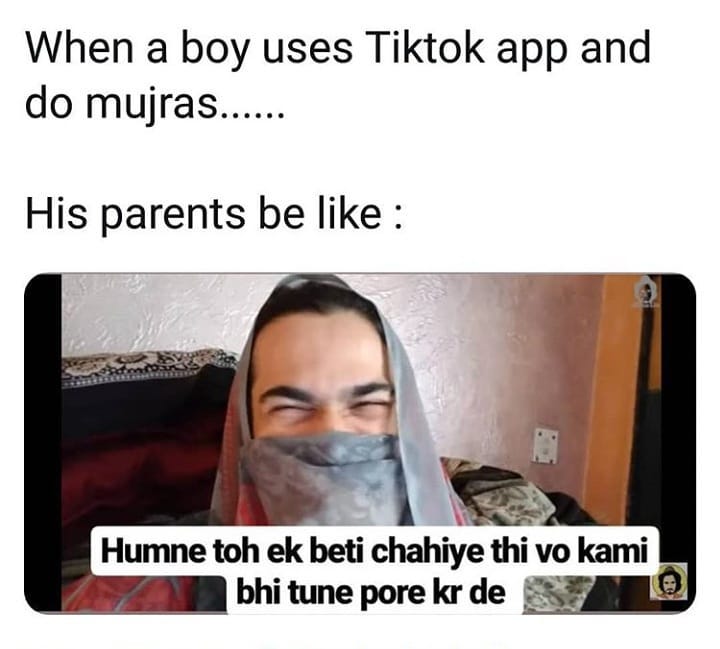 When a boy uses Tiktok app and
do mujras......
His parents be like :
Humne toh ek beti chahiye thi vo kami
bhi tune pore kr de